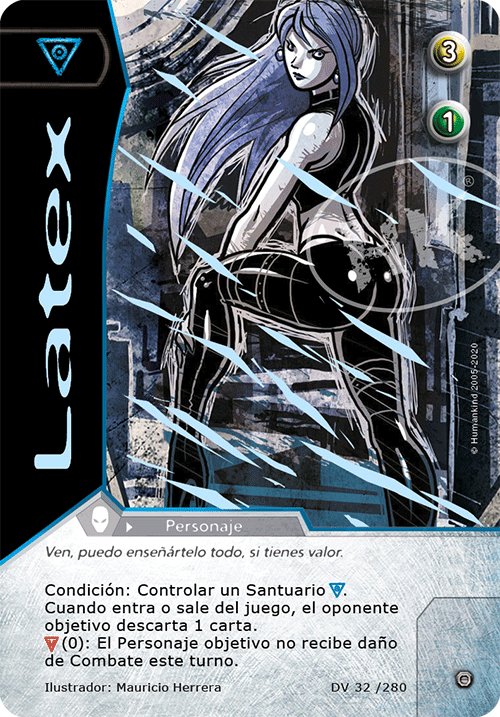 3
1
Latex
®
© Humankind 2005-2020
Personaje
Ven, puedo enseñártelo todo, si tienes valor.
Condición: Controlar un Santuario .
Cuando entra o sale del juego, el oponente
objetivo descarta 1 carta.
(0): El Personaje objetivo no recibe daño
de Combate este turno.
Ilustrador: Mauricio Herrera DV 32 /280